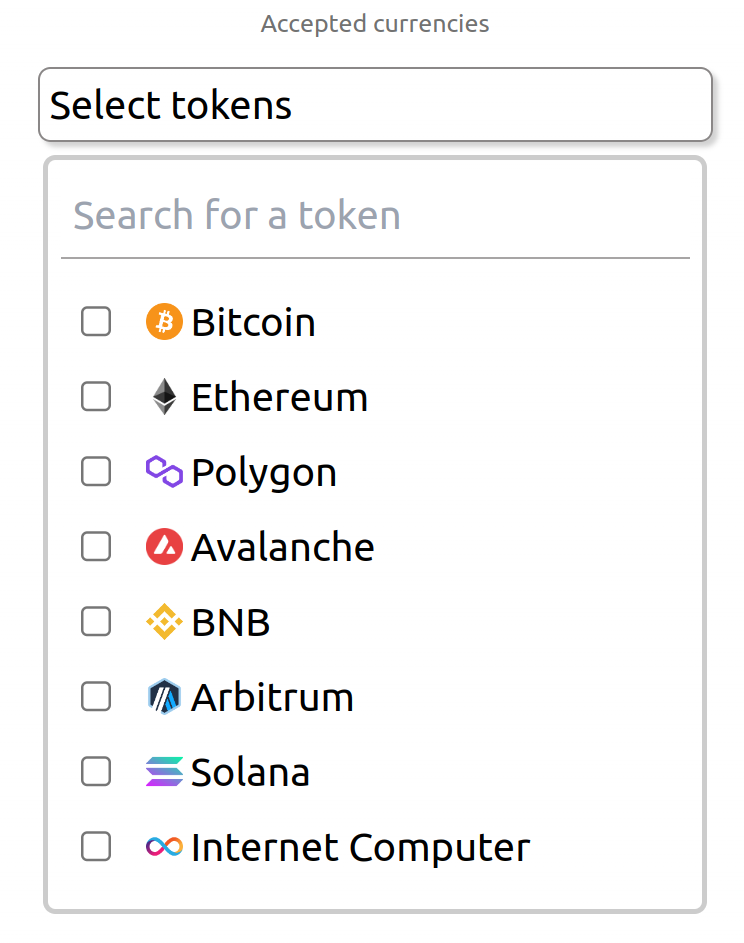 Accepted currencies
Select tokens
Search for a token
Bitcoin
Ethereum
Polygon
Avalanche
BNB
Arbitrum
Solana
Internet Computer